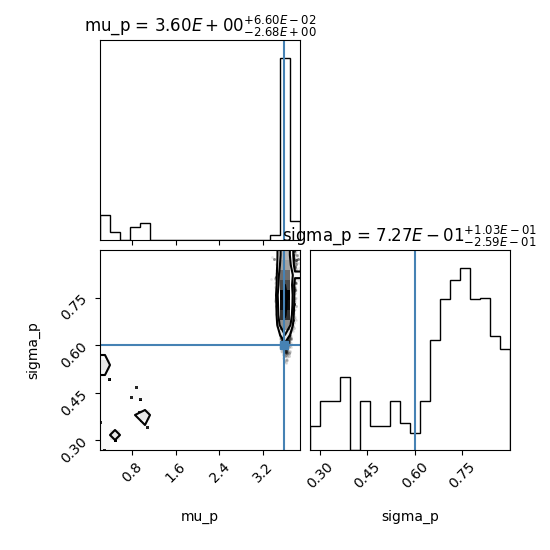 mu_p = 3.60E + 00+6.60E − 02
−2.68E + 00
sigma_p = 7.27E − 01+1.03E − 01
−2.59E − 01
sigma_p
0.75
0.60
0.45
0.30
0.8 1.6 2.4 3.2
mu_p
0.30 0.45 0.60 0.75
sigma_p